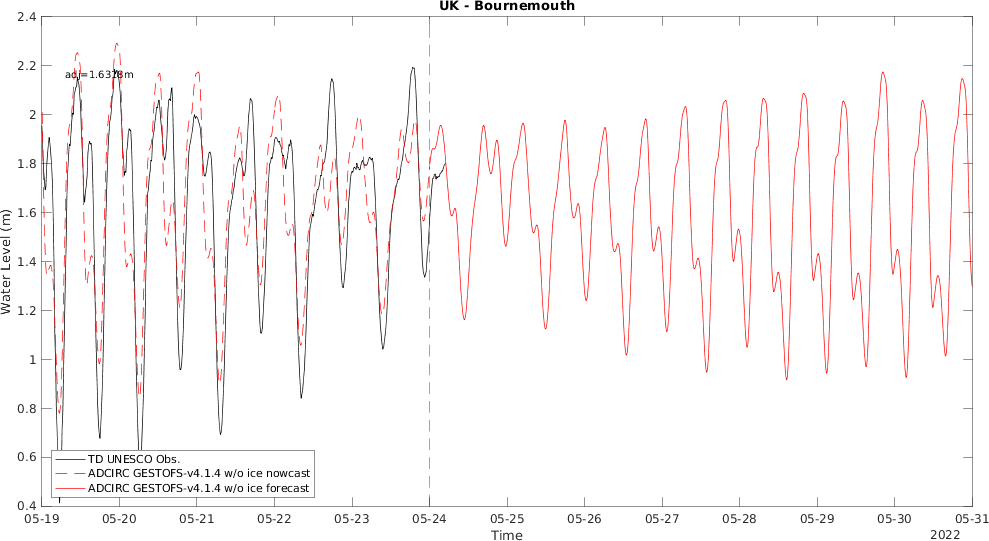 UK - Bournemouth
Water Level (m)
2.4
2.2
2
1.8
1.6
1.4
1.2
1
0.8
0.6
0.4
TD UNESCO Obs.
ADCIRC GESTOFS-v4.1.4 w/o ice nowcast
ADCIRC GESTOFS-v4.1.4 w/o ice forecast
05-19 05-20 05-21 05-22 05-23 05-24 05-25 05-26 05-27 05-28 05-29 05-30 05-31
Time
2022